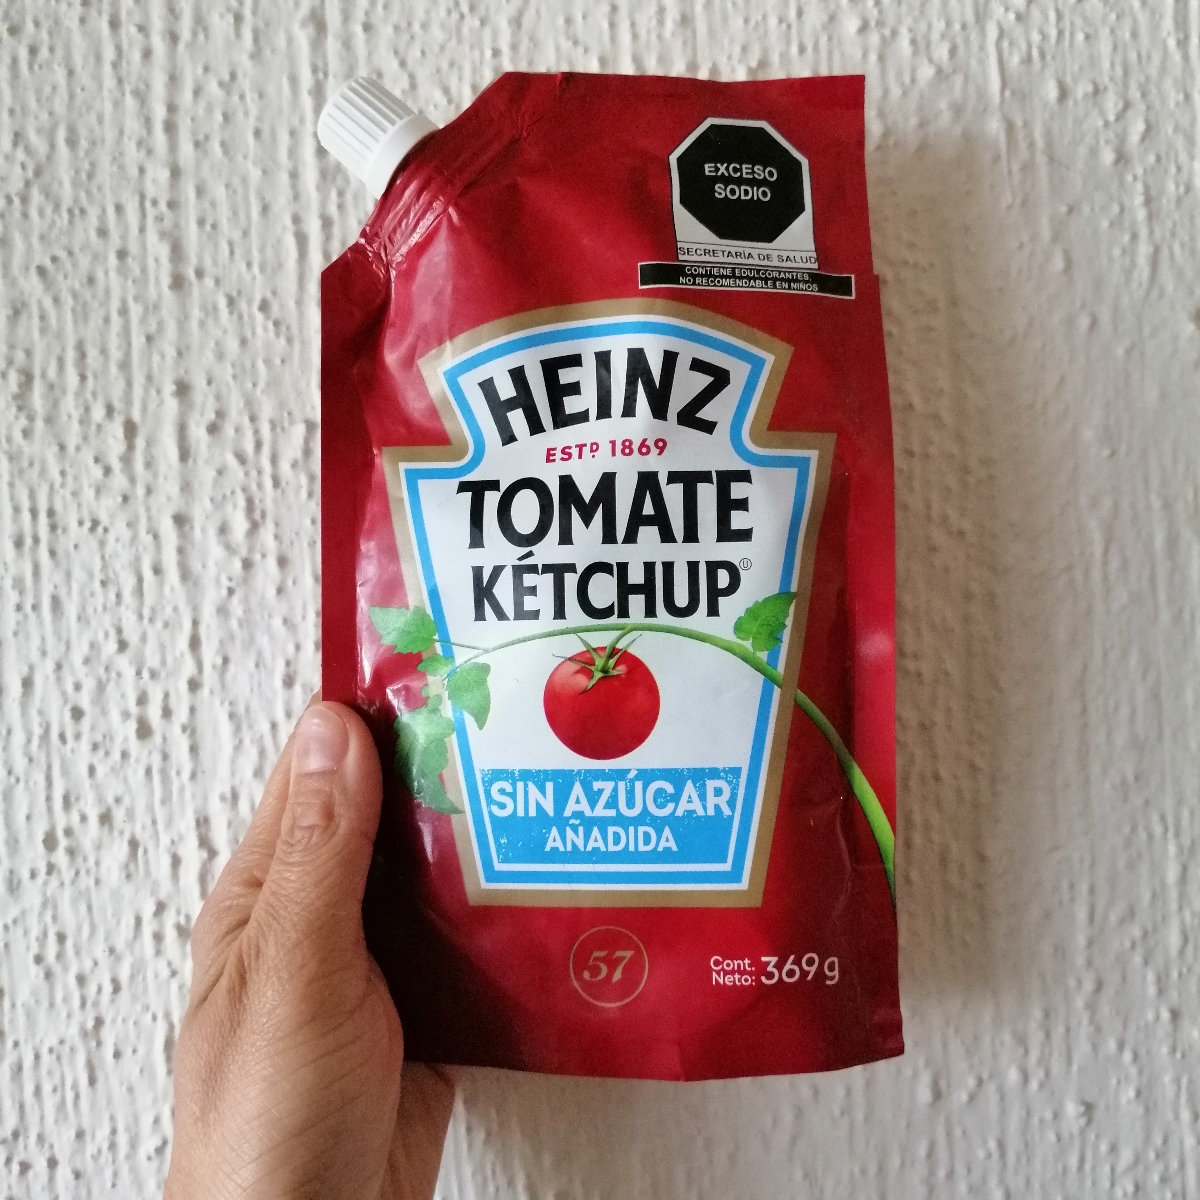 EXCESO
SODIO
SECRETARÍA DE SALUD
CONTIENE EDULCORANTES,
NO RECOMENDABLE EN NIÑOS
HEINZ
ESTD 1869
TOMATE
KÉTCHUP Ⓤ
SIN AZÚCAR
AÑADIDA
57
Cont.
Neto: 369g